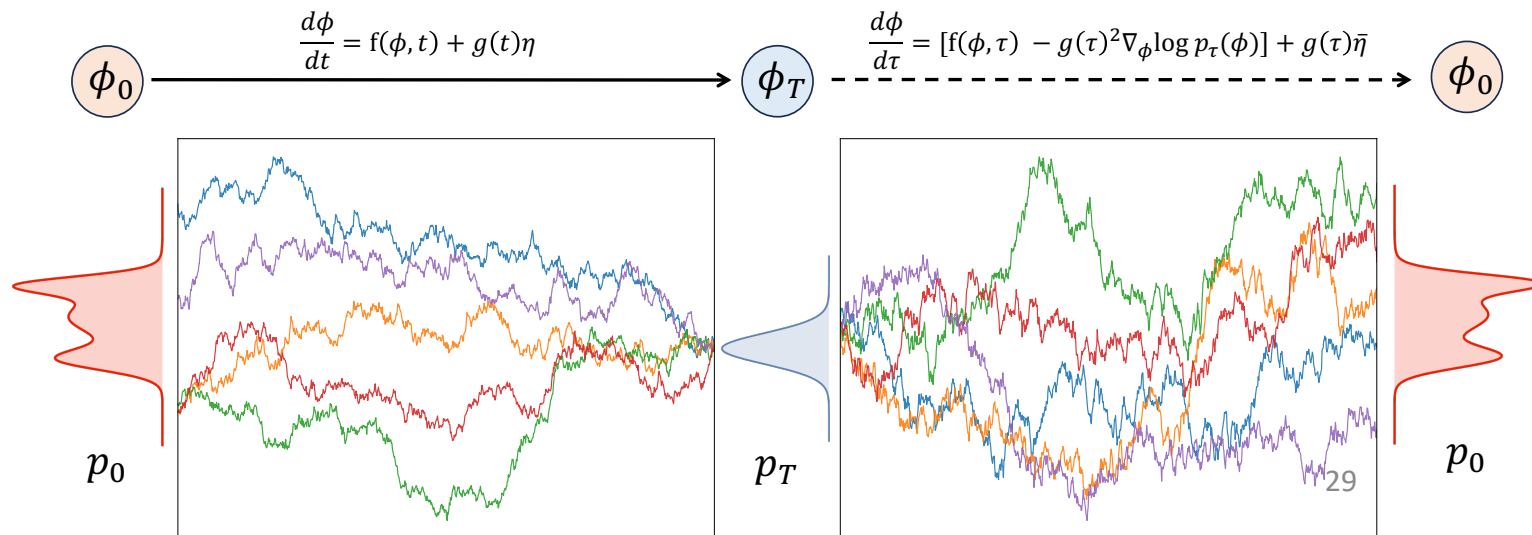 dϕ/dt = f(ϕ, t) + g(t)η
dϕ/dτ = [f(ϕ, τ) − g(τ)²∇_ϕ log p_τ(ϕ)] + g(τ)η̄
ϕ₀
ϕ_T
ϕ₀
p₀
p_T
p₀
29